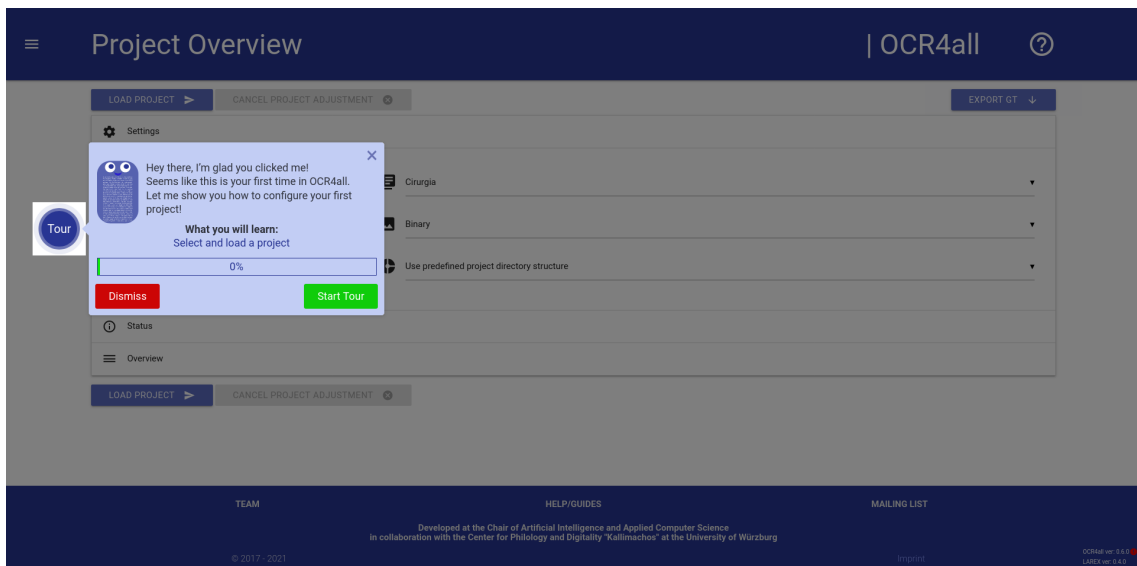 Project Overview
| OCR4all
LOAD PROJECT
CANCEL PROJECT ADJUSTMENT
EXPORT GT
Settings
Hey there, I'm glad you clicked me!
Seems like this is your first time in OCR4all.
Let me show you how to configure your first
project!
What you will learn:
Select and load a project
0%
Dismiss
Start Tour
Tour
Cirurgia
Binary
Use predefined project directory structure
Status
Overview
LOAD PROJECT
CANCEL PROJECT ADJUSTMENT
TEAM
HELP/GUIDES
MAILING LIST
Developed at the Chair of Artificial Intelligence and Applied Computer Science
in collaboration with the Center for Philology and Digitality "Kallimachos" at the University of Würzburg
© 2017 - 2021
Imprint
OCR4all ver: 0.6.0
LAREX ver: 0.4.0